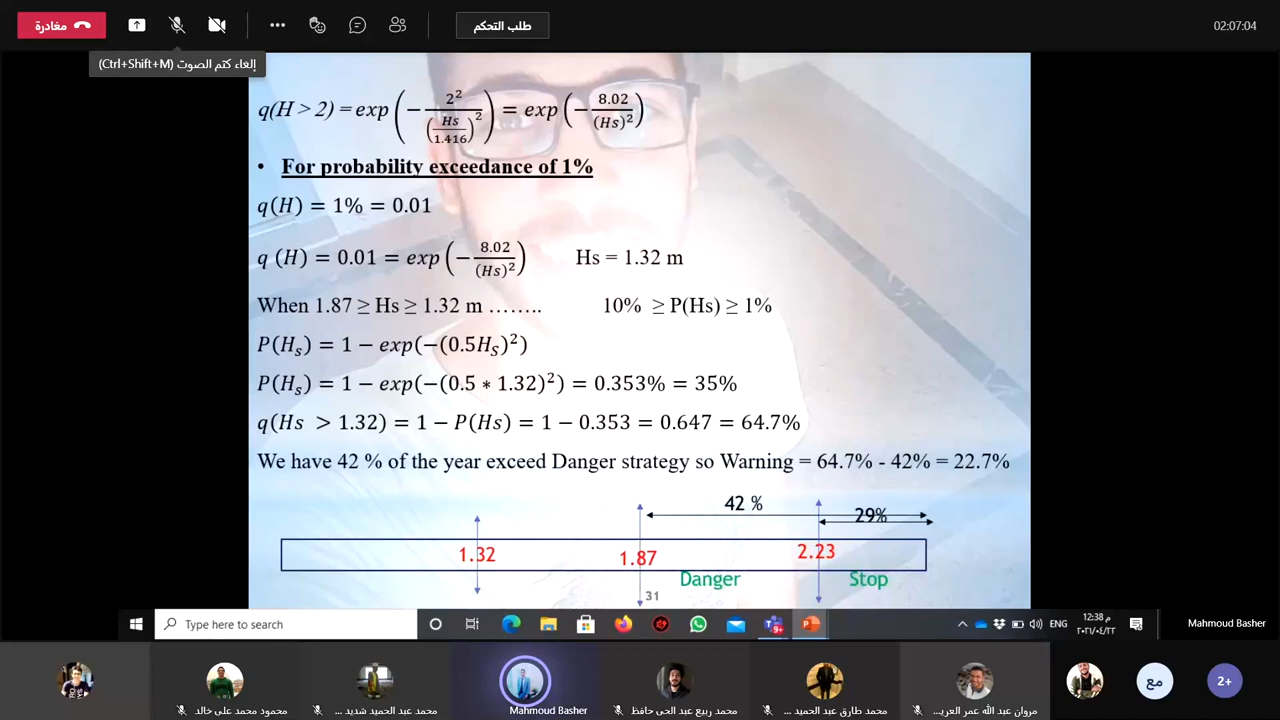 مغادرة
طلب التحكم
02:07:04
إلغاء كتم الصوت (Ctrl+Shift+M)
q(H > 2) = exp(−2²/(Hs/1.416)²) = exp(−8.02/(Hs)²)
• For probability exceedance of 1%
q(H) = 1% = 0.01
q (H) = 0.01 = exp(−8.02/(Hs)²) Hs = 1.32 m
When 1.87 ≥ Hs ≥ 1.32 m …….. 10% ≥ P(Hs) ≥ 1%
P(Hₛ) = 1 − exp(−(0.5Hₛ)²)
P(Hₛ) = 1 − exp(−(0.5 ∗ 1.32)²) = 0.353% = 35%
q(Hs > 1.32) = 1 − P(Hs) = 1 − 0.353 = 0.647 = 64.7%
We have 42 % of the year exceed Danger strategy so Warning = 64.7% - 42% = 22.7%
42 %
29%
1.32 1.87 2.23
Danger Stop
31
Type here to search
9+
ENG
12:38 م
٢٠٢١/٠٤/٢٢
Mahmoud Basher
محمود محمد على خالد
محمد عبد الحميد شديد ...
Mahmoud Basher
محمد ربيع عبد الحى حافظ
محمد طارق عبد الحميد ...
مروان عبد الله عمر العريـ...
مع
2+